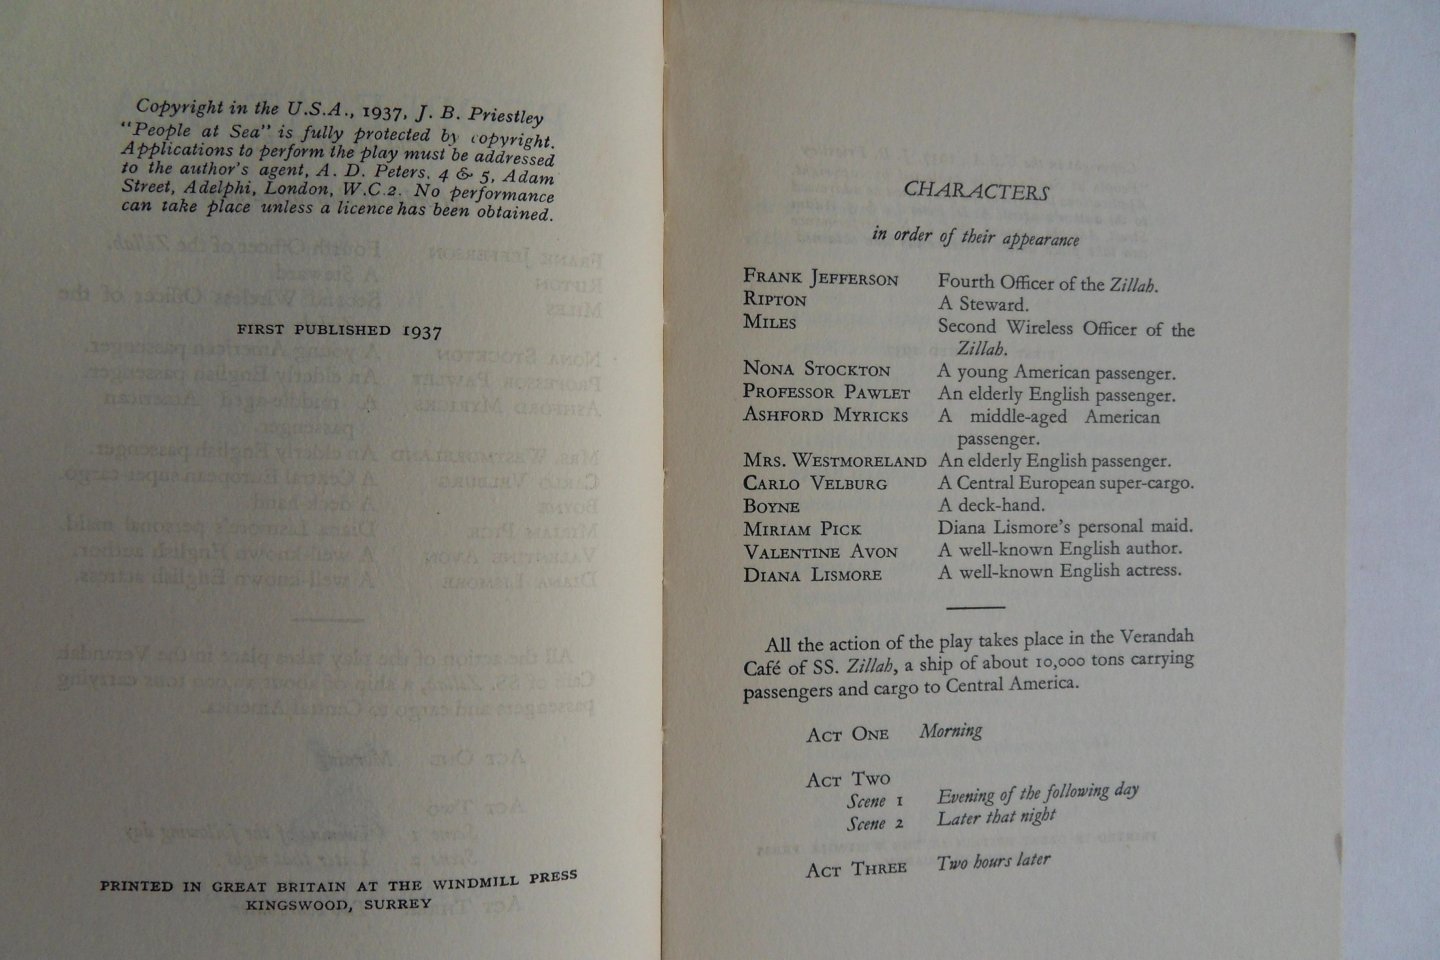 Copyright in the U.S.A., 1937, J. B. Priestley
"People at Sea" is fully protected by copyright.
Applications to perform the play must be addressed
to the author's agent, A. D. Peters, 4 & 5, Adam
Street, Adelphi, London, W.C.2. No performance
can take place unless a licence has been obtained.
FIRST PUBLISHED 1937
PRINTED IN GREAT BRITAIN AT THE WINDMILL PRESS
KINGSWOOD, SURREY
CHARACTERS
in order of their appearance
FRANK JEFFERSON Fourth Officer of the Zillah.
RIPTON A Steward.
MILES Second Wireless Officer of the
Zillah.
NONA STOCKTON A young American passenger.
PROFESSOR PAWLET An elderly English passenger.
ASHFORD MYRICKS A middle-aged American
passenger.
MRS. WESTMORELAND An elderly English passenger.
CARLO VELBURG A Central European super-cargo.
BOYNE A deck-hand.
MIRIAM PICK Diana Lismore's personal maid.
VALENTINE AVON A well-known English author.
DIANA LISMORE A well-known English actress.
All the action of the play takes place in the Verandah
Café of SS. Zillah, a ship of about 10,000 tons carrying
passengers and cargo to Central America.
ACT ONE Morning
ACT TWO
Scene 1 Evening of the following day
Scene 2 Later that night
ACT THREE Two hours later